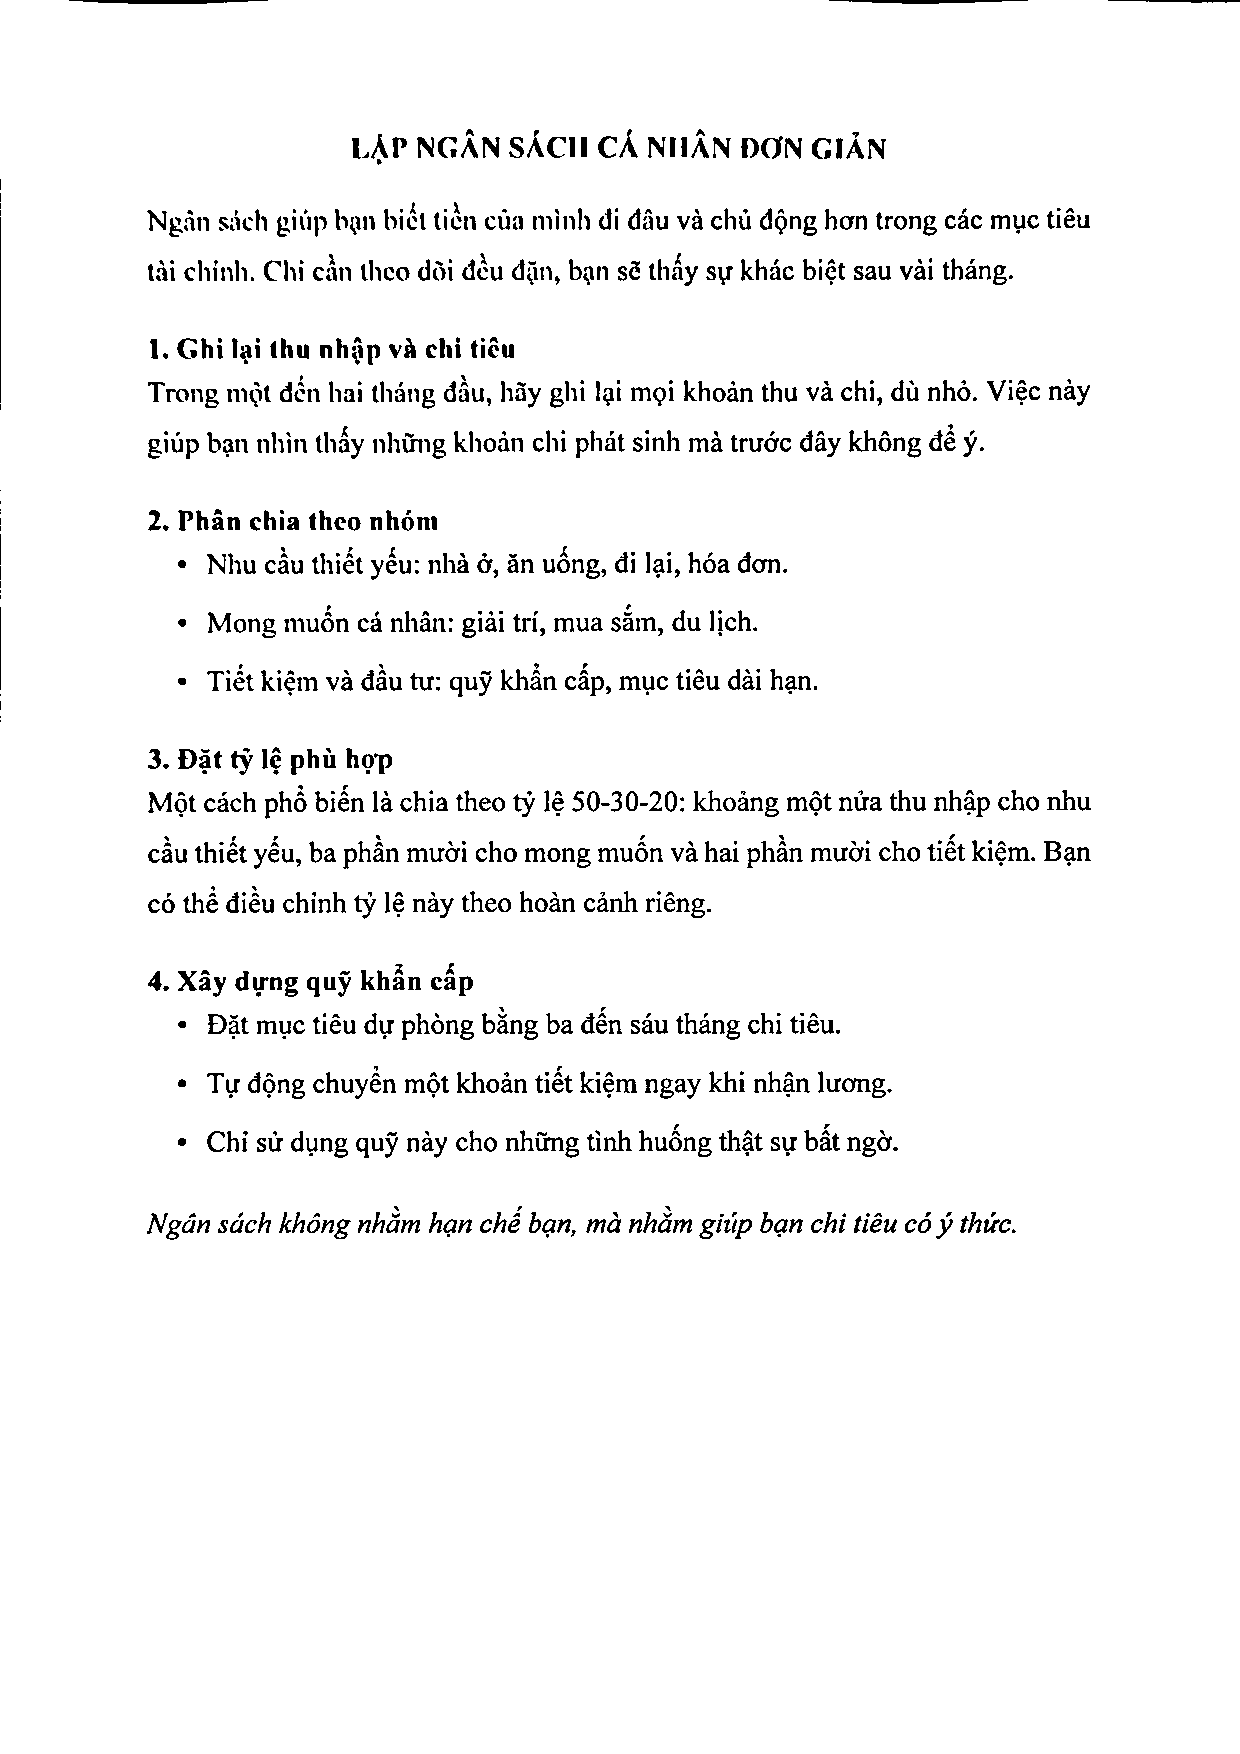 LẬP NGÂN SÁCH CÁ NHÂN ĐƠN GIẢN
Ngân sách giúp bạn biết tiền của mình đi đâu và chủ động hơn trong các mục tiêu
tài chính. Chỉ cần theo dõi đều đặn, bạn sẽ thấy sự khác biệt sau vài tháng.
1. Ghi lại thu nhập và chi tiêu
Trong một đến hai tháng đầu, hãy ghi lại mọi khoản thu và chi, dù nhỏ. Việc này
giúp bạn nhìn thấy những khoản chi phát sinh mà trước đây không để ý.
2. Phân chia theo nhóm
• Nhu cầu thiết yếu: nhà ở, ăn uống, đi lại, hóa đơn.
• Mong muốn cá nhân: giải trí, mua sắm, du lịch.
• Tiết kiệm và đầu tư: quỹ khẩn cấp, mục tiêu dài hạn.
3. Đặt tỷ lệ phù hợp
Một cách phổ biến là chia theo tỷ lệ 50-30-20: khoảng một nửa thu nhập cho nhu
cầu thiết yếu, ba phần mười cho mong muốn và hai phần mười cho tiết kiệm. Bạn
có thể điều chỉnh tỷ lệ này theo hoàn cảnh riêng.
4. Xây dựng quỹ khẩn cấp
• Đặt mục tiêu dự phòng bằng ba đến sáu tháng chi tiêu.
• Tự động chuyển một khoản tiết kiệm ngay khi nhận lương.
• Chỉ sử dụng quỹ này cho những tình huống thật sự bất ngờ.
Ngân sách không nhằm hạn chế bạn, mà nhằm giúp bạn chi tiêu có ý thức.